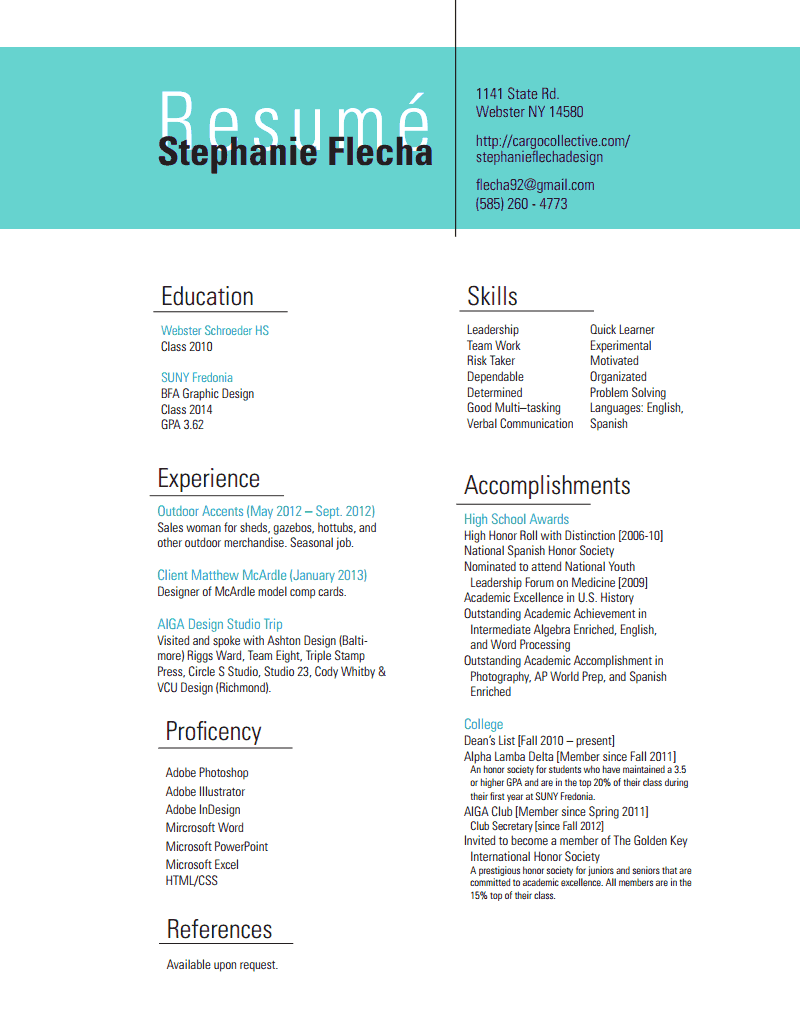 Resumé
Stephanie Flecha
1141 State Rd.
Webster NY 14580
http://cargocollective.com/
stephanieflechadesign
flecha92@gmail.com
(585) 260 - 4773
Education
Webster Schroeder HS
Class 2010
SUNY Fredonia
BFA Graphic Design
Class 2014
GPA 3.62
Experience
Outdoor Accents (May 2012 – Sept. 2012)
Sales woman for sheds, gazebos, hottubs, and
other outdoor merchandise. Seasonal job.
Client Matthew McArdle (January 2013)
Designer of McArdle model comp cards.
AIGA Design Studio Trip
Visited and spoke with Ashton Design (Balti-
more) Riggs Ward, Team Eight, Triple Stamp
Press, Circle S Studio, Studio 23, Cody Whitby &
VCU Design (Richmond).
Proficency
Adobe Photoshop
Adobe Illustrator
Adobe InDesign
Mircrosoft Word
Microsoft PowerPoint
Microsoft Excel
HTML/CSS
References
Available upon request.
Skills
Leadership
Team Work
Risk Taker
Dependable
Determined
Good Multi–tasking
Verbal Communication
Quick Learner
Experimental
Motivated
Organizated
Problem Solving
Languages: English,
Spanish
Accomplishments
High School Awards
High Honor Roll with Distinction [2006-10]
National Spanish Honor Society
Nominated to attend National Youth
Leadership Forum on Medicine [2009]
Academic Excellence in U.S. History
Outstanding Academic Achievement in
Intermediate Algebra Enriched, English,
and Word Processing
Outstanding Academic Accomplishment in
Photography, AP World Prep, and Spanish
Enriched
College
Dean's List [Fall 2010 – present]
Alpha Lamba Delta [Member since Fall 2011]
An honor society for students who have maintained a 3.5
or higher GPA and are in the top 20% of their class during
their first year at SUNY Fredonia.
AIGA Club [Member since Spring 2011]
Club Secretary [since Fall 2012]
Invited to become a member of The Golden Key
International Honor Society
A prestigious honor society for juniors and seniors that are
committed to academic excellence. All members are in the
15% top of their class.